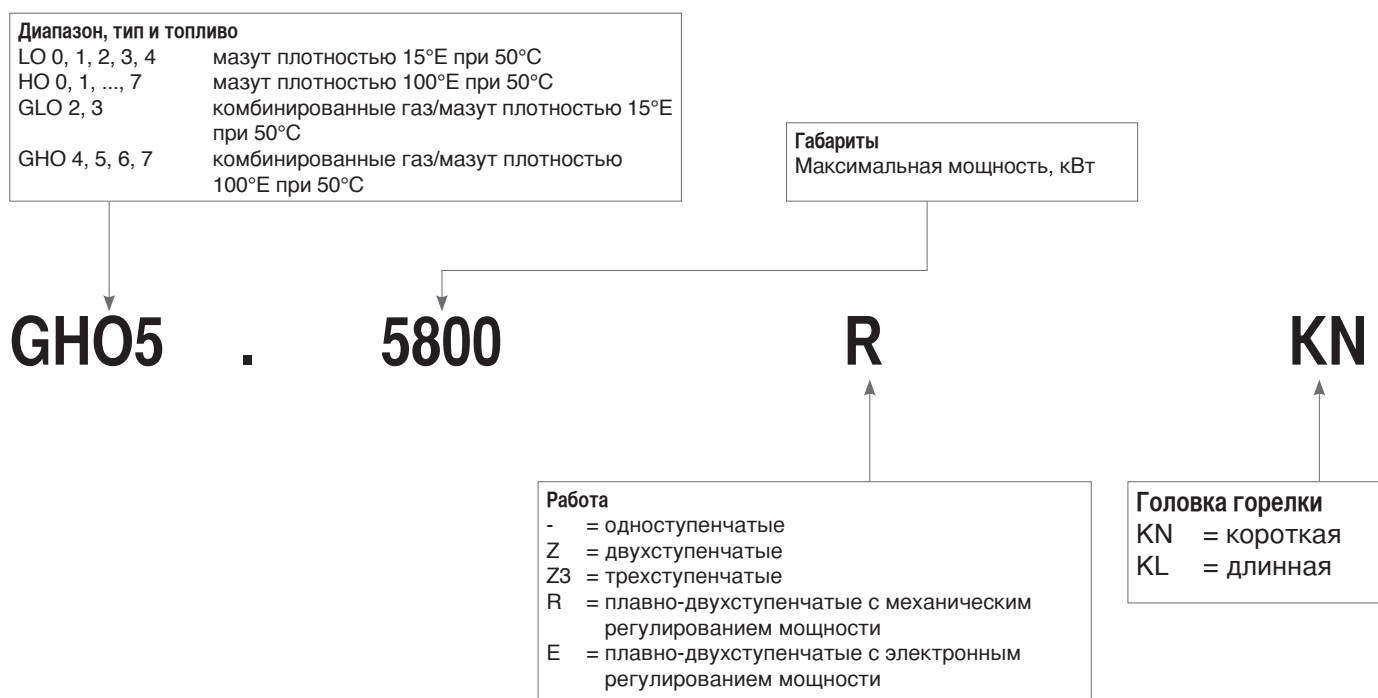 Диапазон, тип и топливо
LO 0, 1, 2, 3, 4 мазут плотностью 15°E при 50°C
HO 0, 1, ..., 7 мазут плотностью 100°E при 50°C
GLO 2, 3 комбинированные газ/мазут плотностью 15°E
при 50°C
GHO 4, 5, 6, 7 комбинированные газ/мазут плотностью
100°E при 50°C
Габариты
Максимальная мощность, кВт
GHO5 . 5800 R KN
Работа
- = одноступенчатые
Z = двухступенчатые
Z3 = трехступенчатые
R = плавно-двухступенчатые с механическим
регулированием мощности
E = плавно-двухступенчатые с электронным
регулированием мощности
Головка горелки
KN = короткая
KL = длинная